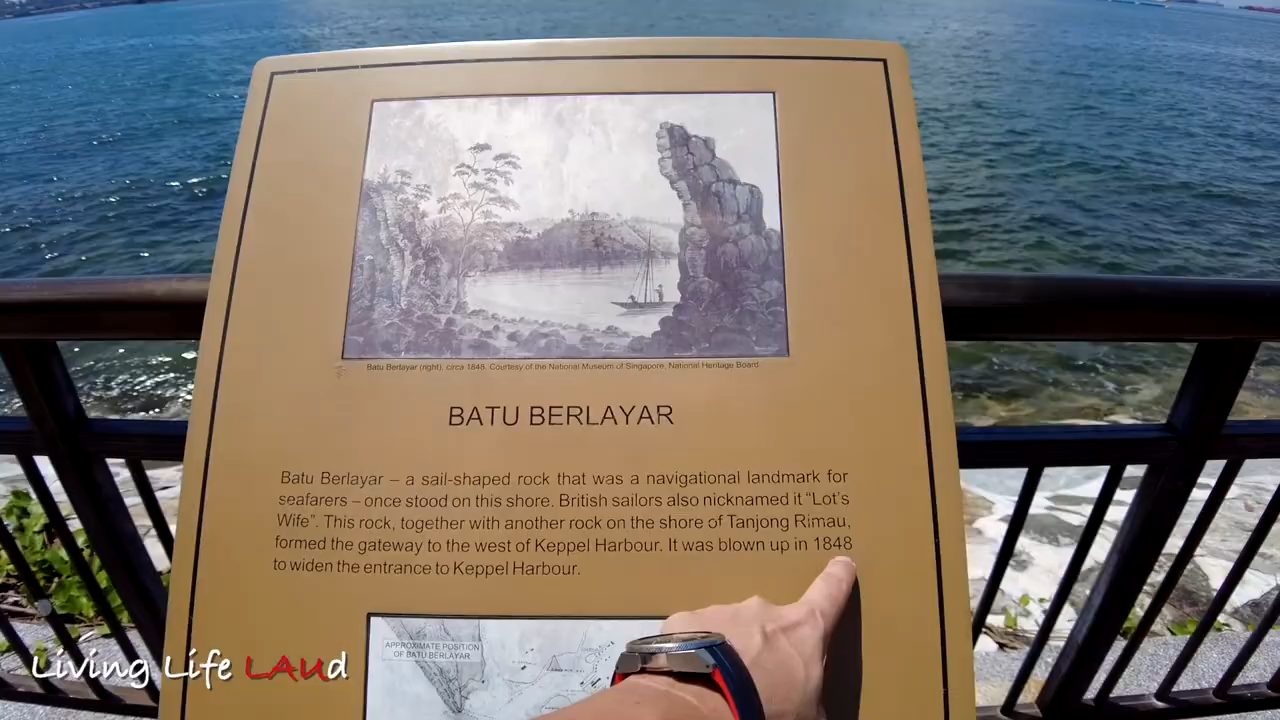 Batu Berlayar (right), circa 1848. Courtesy of the National Museum of Singapore, National Heritage Board
BATU BERLAYAR
Batu Berlayar – a sail-shaped rock that was a navigational landmark for
seafarers – once stood on this shore. British sailors also nicknamed it “Lot's
Wife”. This rock, together with another rock on the shore of Tanjong Rimau,
formed the gateway to the west of Keppel Harbour. It was blown up in 1848
to widen the entrance to Keppel Harbour.
APPROXIMATE POSITION
OF BATU BERLAYAR
Living Life LAUd